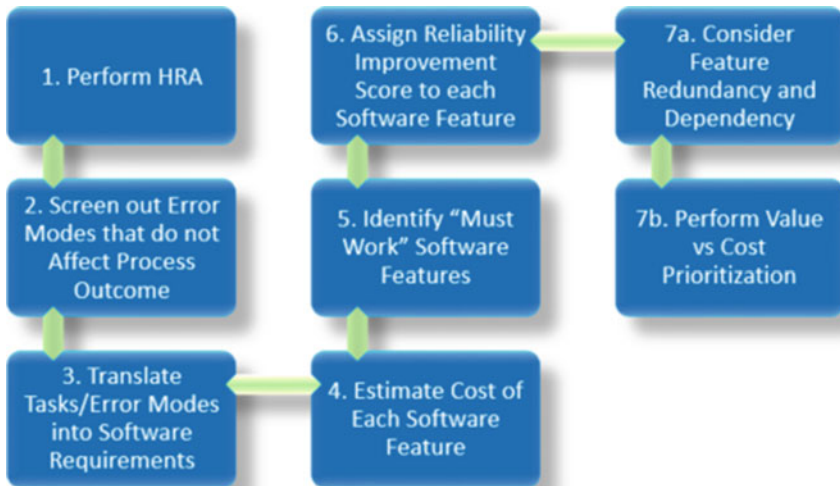 1. Perform HRA
2. Screen out Error
Modes that do not
Affect Process
Outcome
3. Translate
Tasks/Error Modes
into Software
Requirements
4. Estimate Cost of
Each Software
Feature
5. Identify “Must
Work” Software
Features
6. Assign Reliability
Improvement
Score to each
Software Feature
7a. Consider
Feature
Redundancy and
Dependency
7b. Perform Value
vs Cost
Prioritization